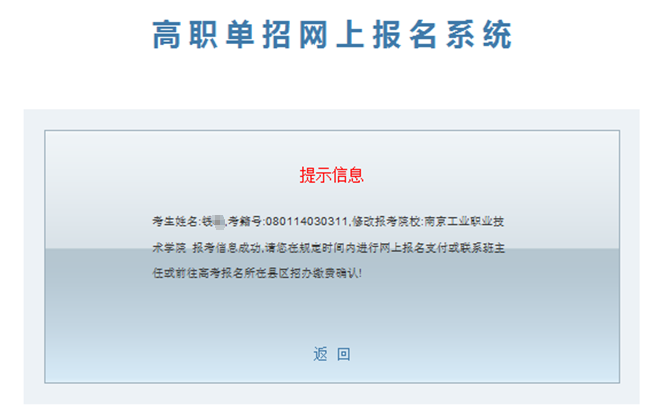 高职单招网上报名系统
提示信息
考生姓名:钱,考籍号:080114030311,修改报考院校:南京工业职业技
术学院 报考信息成功,请您在规定时间内进行网上报名支付或联系班主
任或前往高考报名所在县区招办缴费确认!
返 回